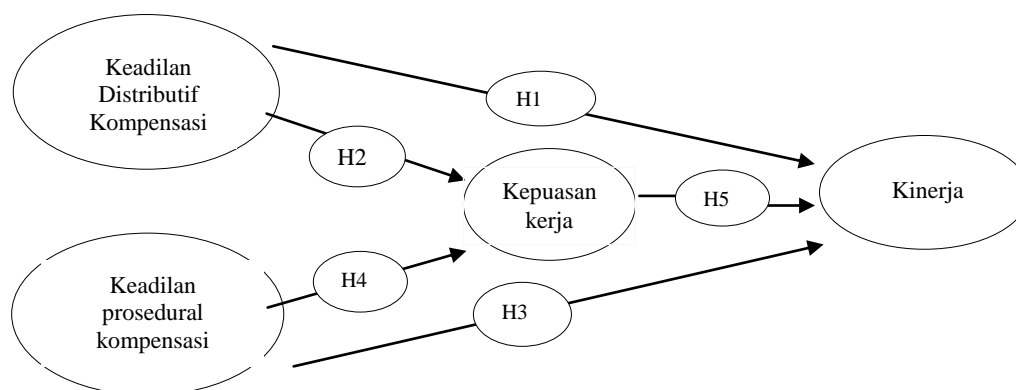 Keadilan
Distributif
Kompensasi
H1
H2
Kepuasan
kerja
H5
Kinerja
H4
Keadilan
prosedural
kompensasi
H3